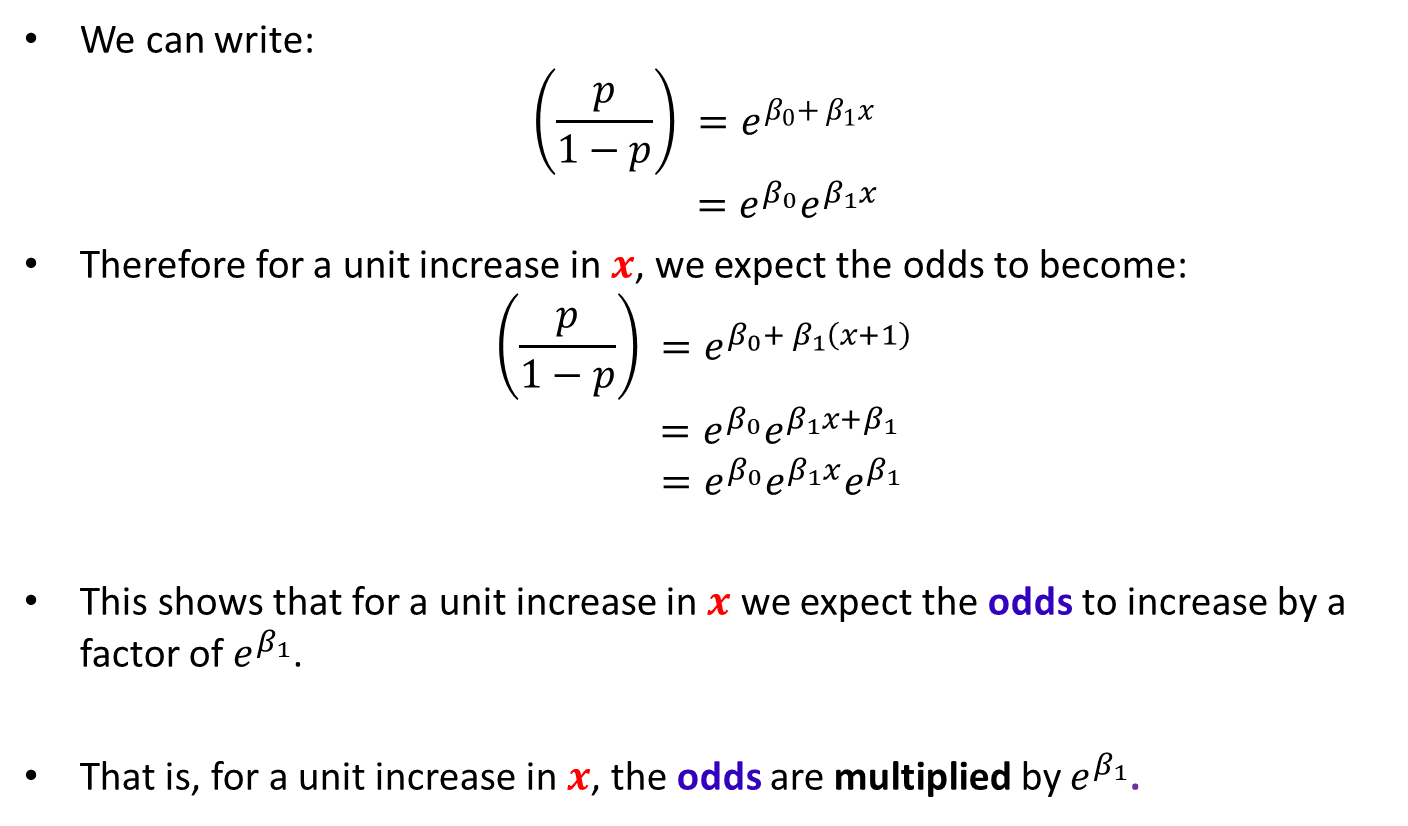 • We can write:
$\left(\frac{p}{1-p}\right) = e^{\beta_0 + \beta_1 x}$
$= e^{\beta_0} e^{\beta_1 x}$
• Therefore for a unit increase in x, we expect the odds to become:
$\left(\frac{p}{1-p}\right) = e^{\beta_0 + \beta_1 (x+1)}$
$= e^{\beta_0} e^{\beta_1 x + \beta_1}$
$= e^{\beta_0} e^{\beta_1 x} e^{\beta_1}$
• This shows that for a unit increase in x we expect the odds to increase by a
factor of $e^{\beta_1}$.
• That is, for a unit increase in x, the odds are multiplied by $e^{\beta_1}$.